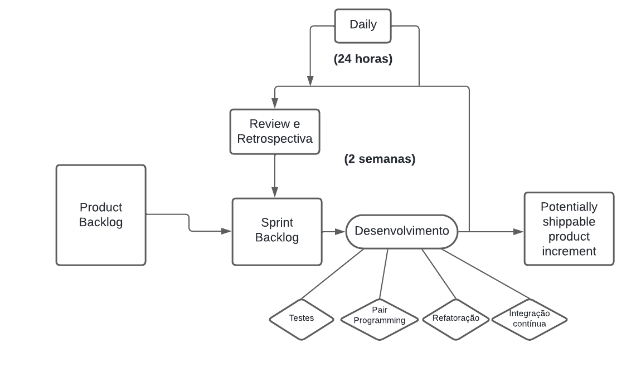 Daily
(24 horas)
Review e
Retrospectiva
(2 semanas)
Product
Backlog
Sprint
Backlog
Desenvolvimento
Potentially
shippable
product
increment
Testes
Pair
Programming
Refatoração
Integração
contínua